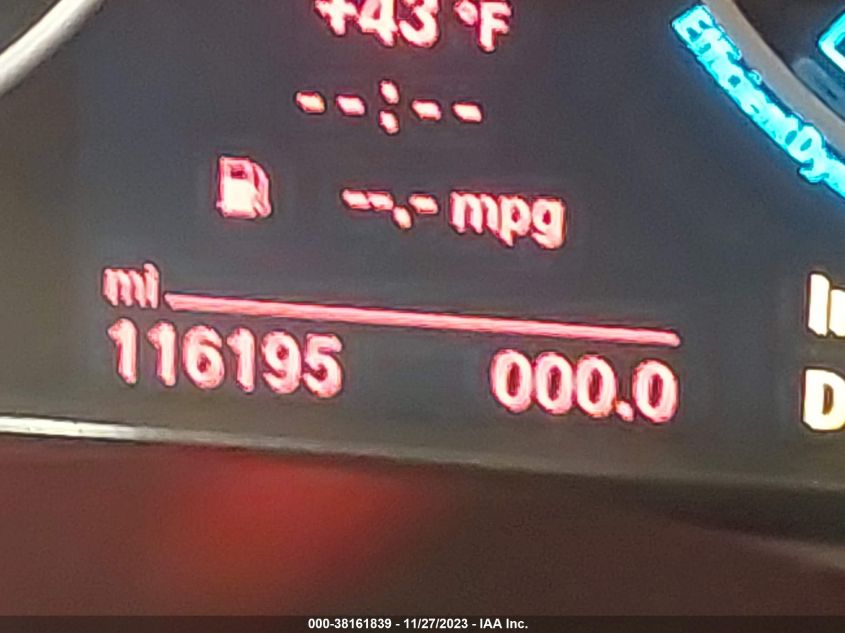 +43 °F
--:--
--.- mpg
mi
116195 000.0
000-38161839 - 11/27/2023 - IAA Inc.